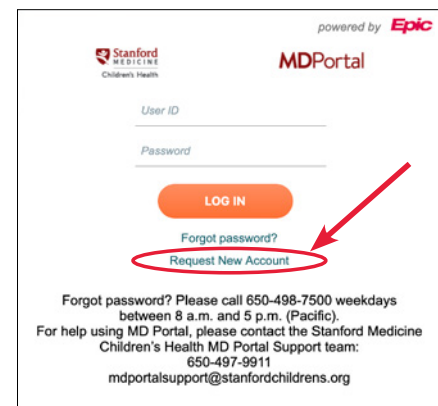 powered by Epic
Stanford
MEDICINE
Children's Health
MDPortal
User ID
Password
LOG IN
Forgot password?
Request New Account
Forgot password? Please call 650-498-7500 weekdays
between 8 a.m. and 5 p.m. (Pacific).
For help using MD Portal, please contact the Stanford Medicine
Children's Health MD Portal Support team:
650-497-9911
mdportalsupport@stanfordchildrens.org